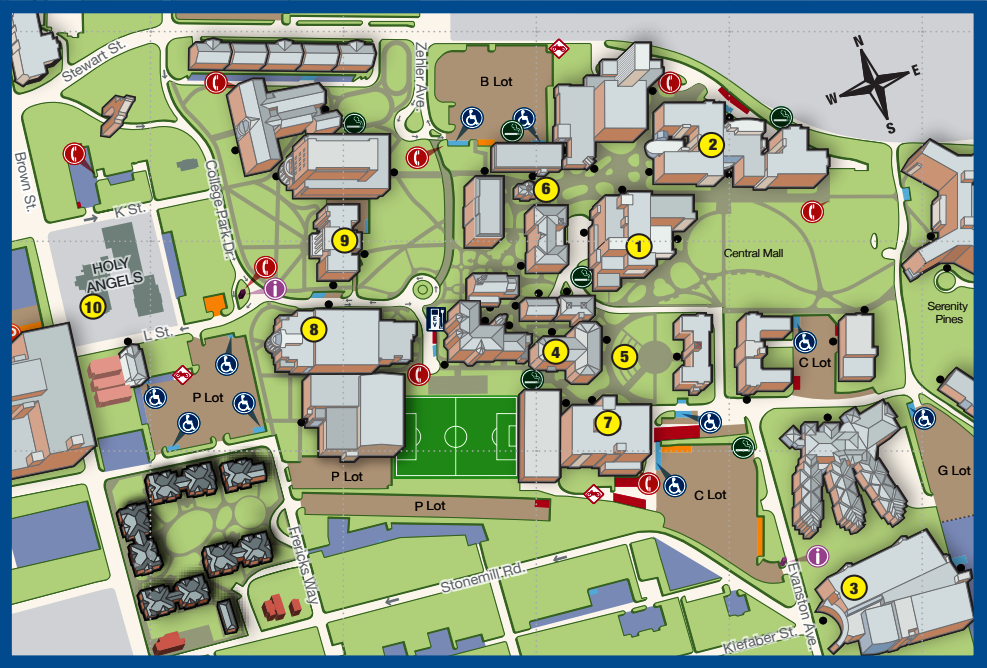 Stewart St.
Zehler Ave.
B Lot
N
E
W
S
2
Brown St.
College Park Dr.
6
K St.
9
1
Central Mall
i
HOLY
ANGELS
10
Serenity
Pines
L St.
8
EV
4
5
C Lot
P Lot
7
P Lot
G Lot
C Lot
P Lot
Frericks Way
Stonemill Rd.
i
Evanston Ave.
3
Kiefaber St.